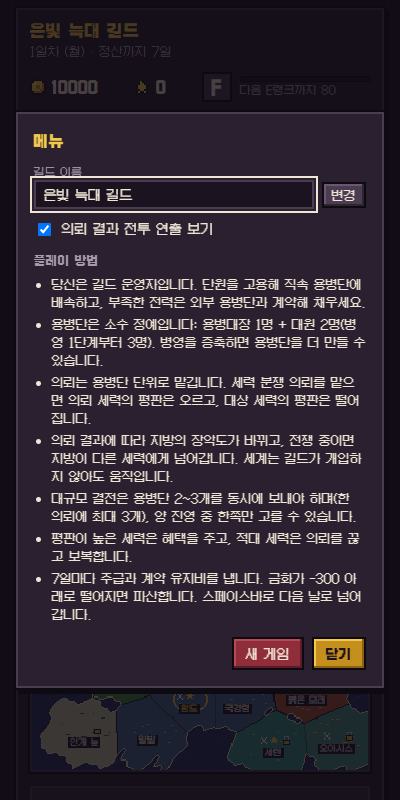 은빛 늑대 길드
1일차 (월) · 정산까지 7일
10000
0
F
다음 E랭크까지 80
메뉴
길드 이름
은빛 늑대 길드
변경
의뢰 결과 전투 연출 보기
플레이 방법
당신은 길드 운영자입니다. 단원을 고용해 직속 용병단에
배속하고, 부족한 전력은 외부 용병단과 계약해 채우세요.
용병단은 소수 정예입니다: 용병대장 1명 + 대원 2명(병
영 1단계부터 3명). 병영을 증축하면 용병단을 더 만들 수
있습니다.
의뢰는 용병단 단위로 맡깁니다. 세력 분쟁 의뢰를 맡으
면 의뢰 세력의 평판은 오르고, 대상 세력의 평판은 떨어
집니다.
의뢰 결과에 따라 지방의 장악도가 바뀌고, 전쟁 중이면
지방이 다른 세력에게 넘어갑니다. 세계는 길드가 개입하
지 않아도 움직입니다.
대규모 결전은 용병단 2~3개를 동시에 보내야 하며(한
의뢰에 최대 3개), 양 진영 중 한쪽만 고를 수 있습니다.
평판이 높은 세력은 혜택을 주고, 적대 세력은 의뢰를 끊
고 보복합니다.
7일마다 주급과 계약 유지비를 냅니다. 금화가 -300 아
래로 떨어지면 파산합니다. 스페이스바로 다음 날로 넘어
갑니다.
새 게임
닫기
붉은 모래
국경령
안개 늪
오아시스